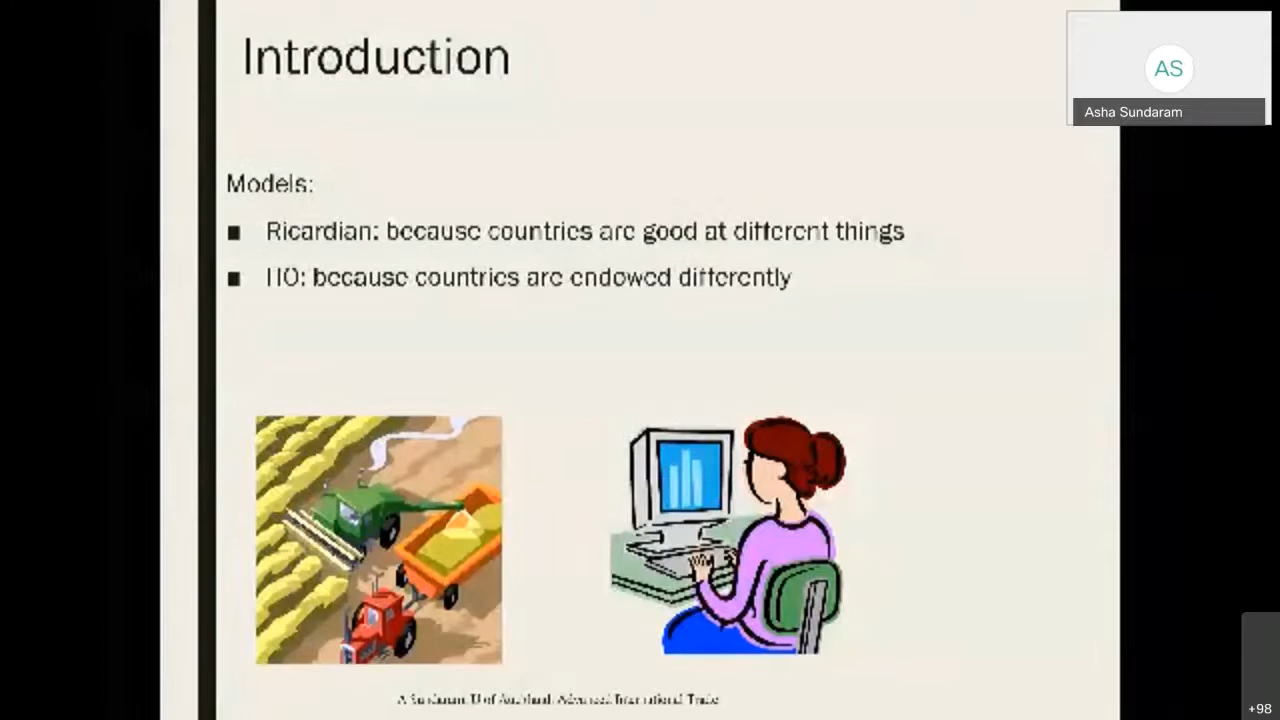 Introduction
AS
Asha Sundaram
Models:
■ Ricardian: because countries are good at different things
■ HO: because countries are endowed differently
A Sundaram, U of Auckland, Advanced International Trade
+98